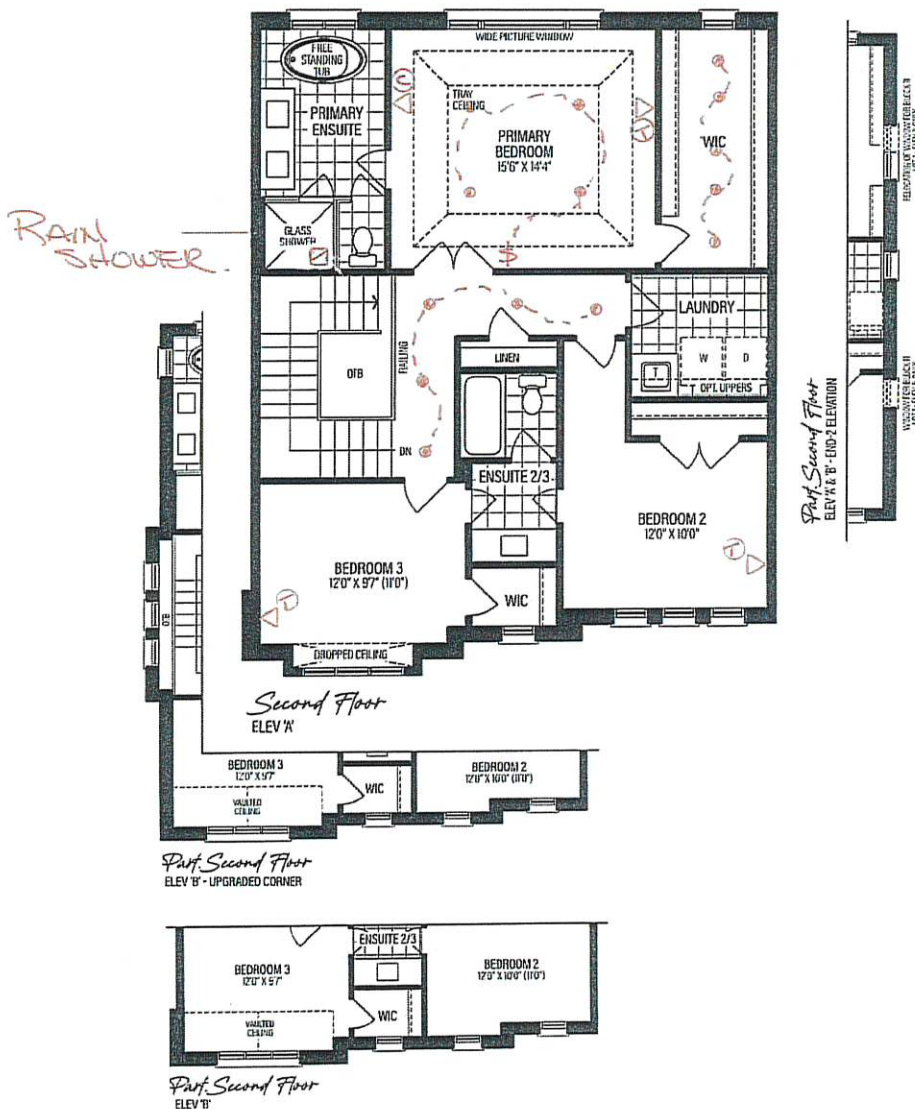 WIDE PICTURE WINDOW
FREE
STANDING
TUB
PRIMARY
ENSUITE
C
TRAY
CEILING
PRIMARY
BEDROOM
15'6" X 14'4"
T
WIC
RAIN
SHOWER.
GLASS
SHOWER
$
LAUNDRY
W
D
T
OPT. UPPERS
LINEN
RAILING
OTB
DN
ENSUITE 2/3
BEDROOM 2
12'0" X 10'0"
T
BEDROOM 3
12'0" X 9'7" (11'0")
T
WIC
DROPPED CEILING
Second Floor
ELEV 'A'
Part. Second Floor
ELEV 'A' & 'B' - END-2 ELEVATION
OTB
BEDROOM 3
12'0" X 9'7"
WIC
BEDROOM 2
12'0" X 10'0" (11'0")
VAULTED
CEILING
Part. Second Floor
ELEV 'B' - UPGRADED CORNER
ENSUITE 2/3
BEDROOM 3
12'0" X 9'7"
BEDROOM 2
12'0" X 10'0" (11'0")
WIC
VAULTED
CEILING
Part. Second Floor
ELEV 'B'